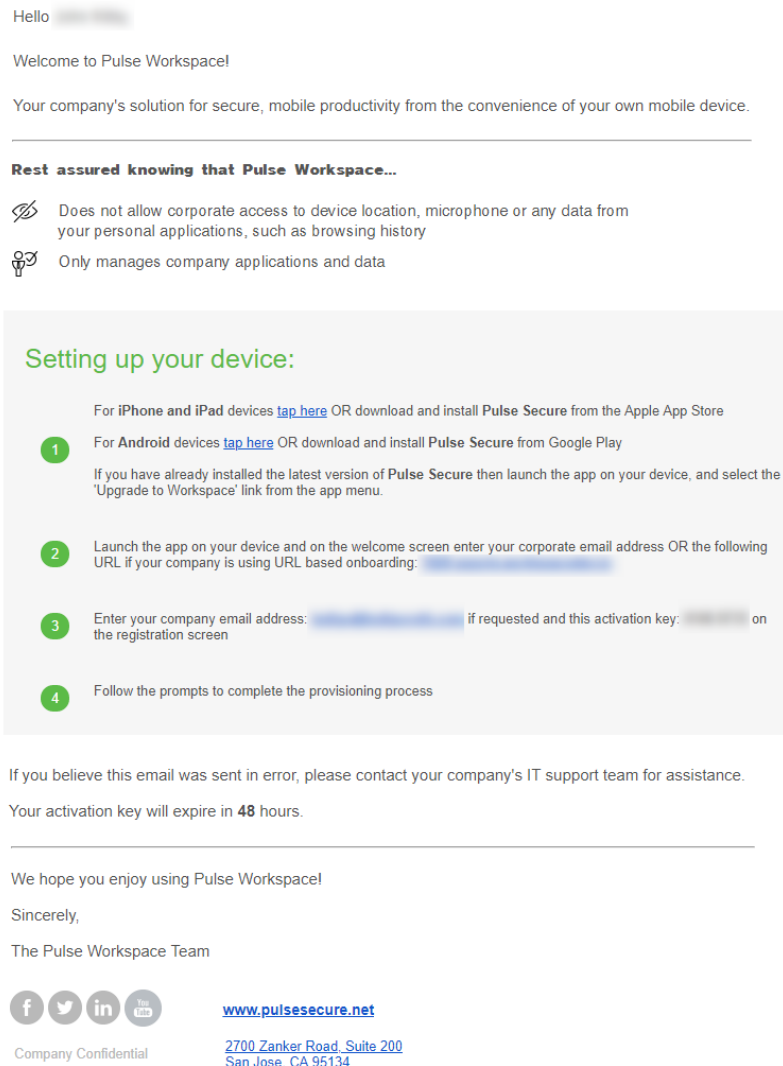 Hello
Welcome to Pulse Workspace!
Your company's solution for secure, mobile productivity from the convenience of your own mobile device.
Rest assured knowing that Pulse Workspace...
Does not allow corporate access to device location, microphone or any data from
your personal applications, such as browsing history
Only manages company applications and data
Setting up your device:
For iPhone and iPad devices tap here OR download and install Pulse Secure from the Apple App Store
1
For Android devices tap here OR download and install Pulse Secure from Google Play
If you have already installed the latest version of Pulse Secure then launch the app on your device, and select the
'Upgrade to Workspace' link from the app menu.
2
Launch the app on your device and on the welcome screen enter your corporate email address OR the following
URL if your company is using URL based onboarding:
3
Enter your company email address: if requested and this activation key: on
the registration screen
4
Follow the prompts to complete the provisioning process
If you believe this email was sent in error, please contact your company's IT support team for assistance.
Your activation key will expire in 48 hours.
We hope you enjoy using Pulse Workspace!
Sincerely,
The Pulse Workspace Team
f in You Tube
www.pulsesecure.net
Company Confidential
2700 Zanker Road, Suite 200
San Jose, CA 95134